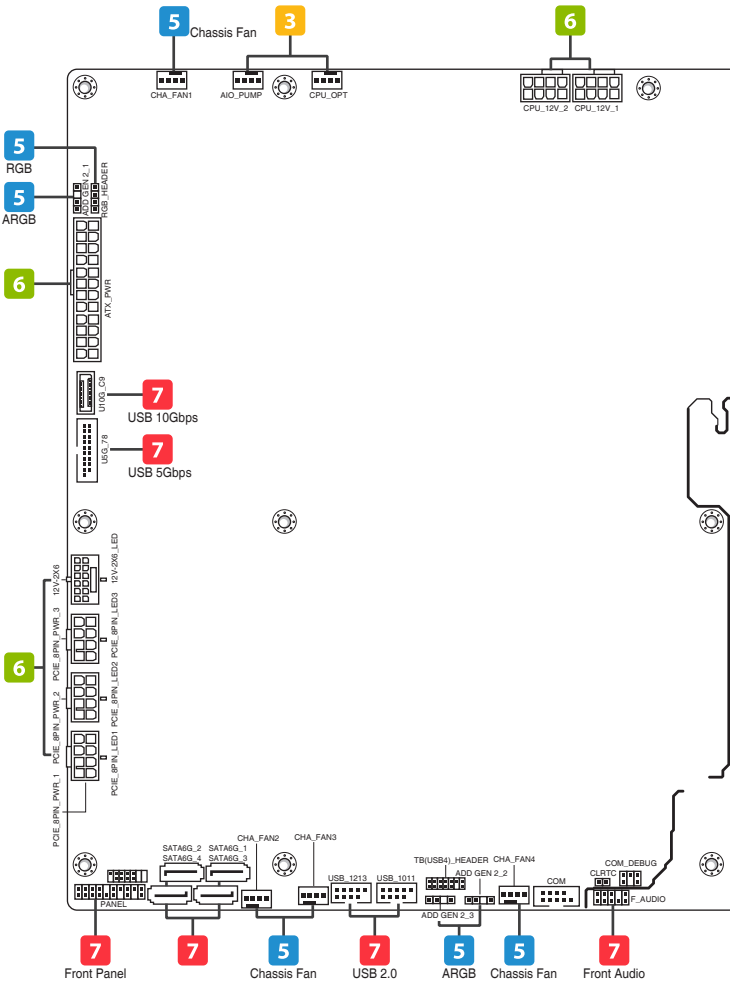 5
Chassis Fan
3
6
CHA_FAN1
AIO_PUMP
CPU_OPT
CPU_12V_2
CPU_12V_1
5
RGB
5
ARGB
ADD GEN 2_1
RGB_HEADER
6
ATX_PWR
U10G_C9
7
USB 10Gbps
U5G_78
7
USB 5Gbps
12V-2X6
12V-2X6_LED
PCIE_8PIN_PWR_3
PCIE_8PIN_LED3
6
PCIE_8PIN_PWR_2
PCIE_8PIN_LED2
PCIE_8PIN_PWR_1
PCIE_8PIN_LED1
SATA6G_2
SATA6G_1
SATA6G_4
SATA6G_3
CHA_FAN2
CHA_FAN3
USB_1213
USB_1011
TB(USB4)_HEADER
CHA_FAN4
ADD GEN 2_2
COM
COM_DEBUG
CLRTC
PANEL
ADD GEN 2_3
F_AUDIO
7
Front Panel
7
5
Chassis Fan
7
USB 2.0
5
ARGB
5
Chassis Fan
7
Front Audio